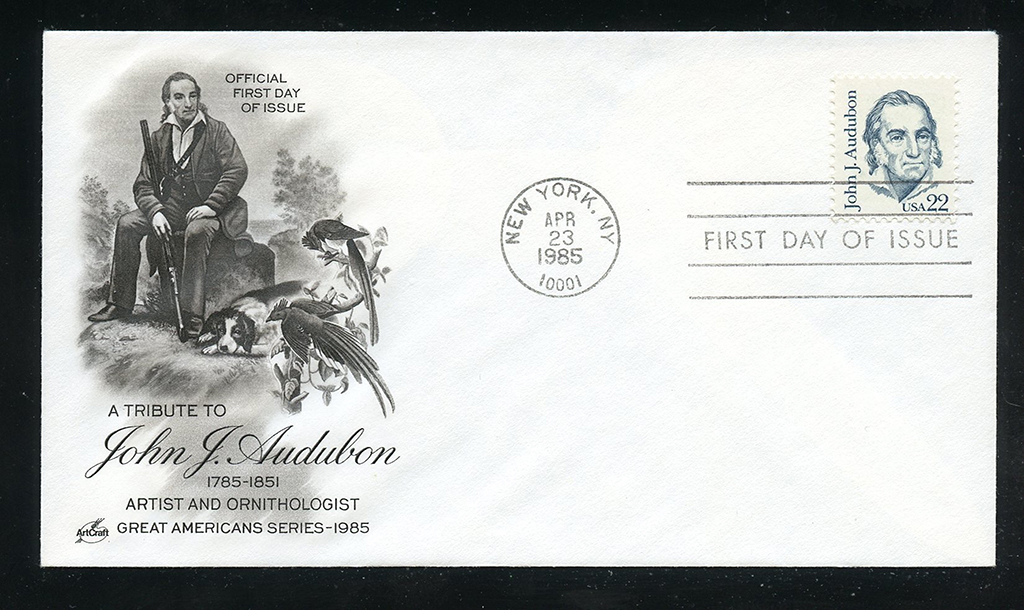 OFFICIAL
FIRST DAY
OF ISSUE
A TRIBUTE TO
John J. Audubon
1785-1851
ARTIST AND ORNITHOLOGIST
GREAT AMERICANS SERIES-1985
ArtCraft
NEW YORK, NY
APR
23
1985
10001
John J. Audubon
USA 22
FIRST DAY OF ISSUE